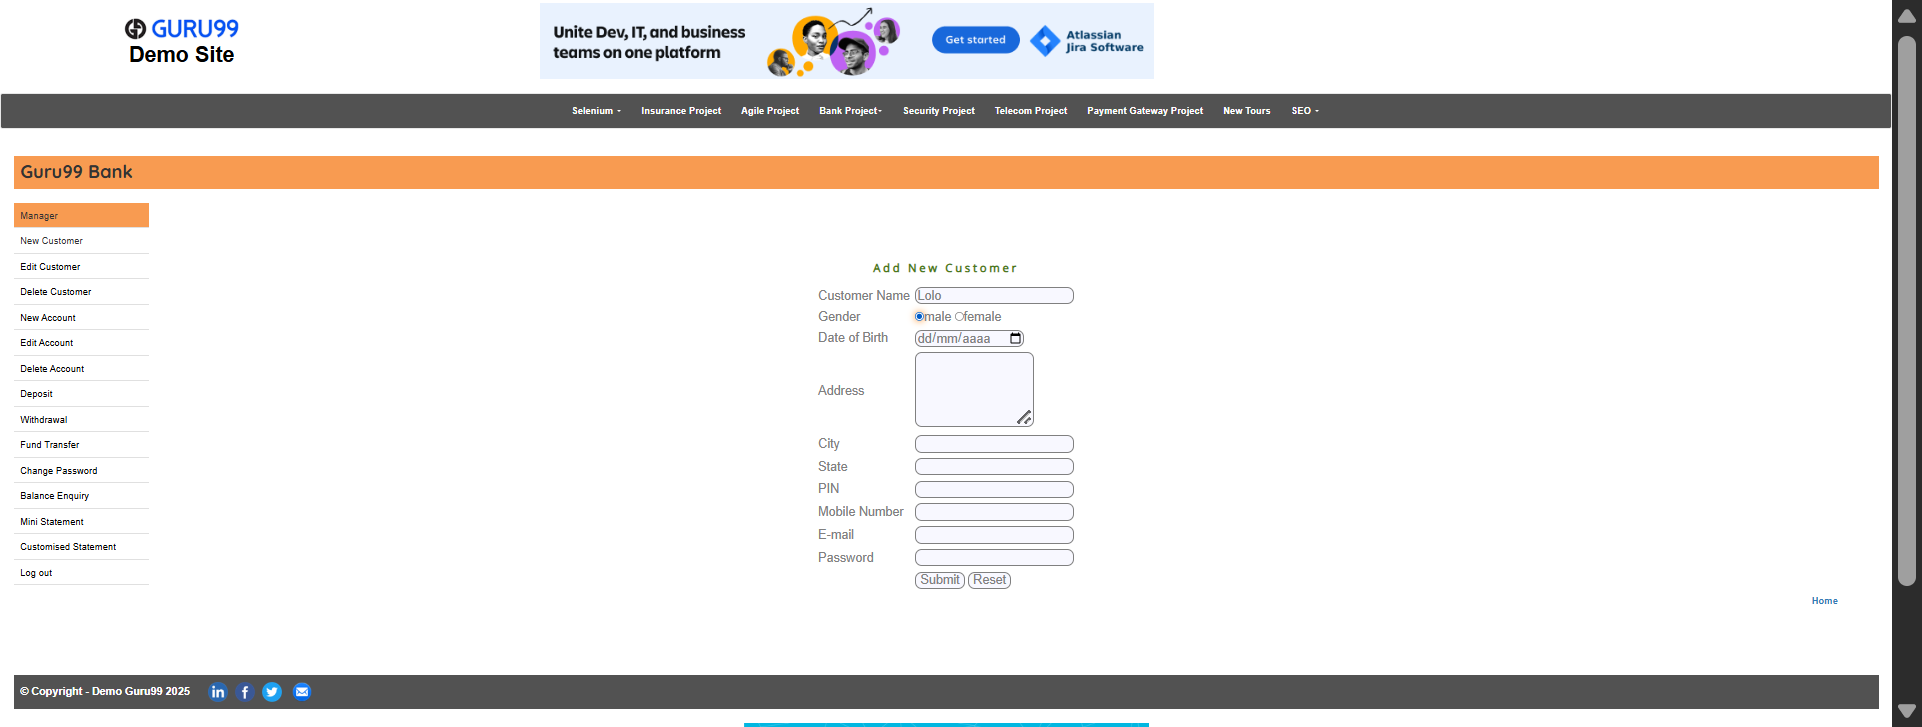 GURU99
Demo Site
Unite Dev, IT, and business
teams on one platform
Get started
Atlassian
Jira Software
Selenium Insurance Project Agile Project Bank Project Security Project Telecom Project Payment Gateway Project New Tours SEO
Guru99 Bank
Manager
New Customer
Edit Customer
Delete Customer
New Account
Edit Account
Delete Account
Deposit
Withdrawal
Fund Transfer
Change Password
Balance Enquiry
Mini Statement
Customised Statement
Log out
Add New Customer
Customer Name Lolo
Gender male female
Date of Birth dd/mm/aaaa
Address
City
State
PIN
Mobile Number
E-mail
Password
Submit Reset
Home
© Copyright - Demo Guru99 2025 in f